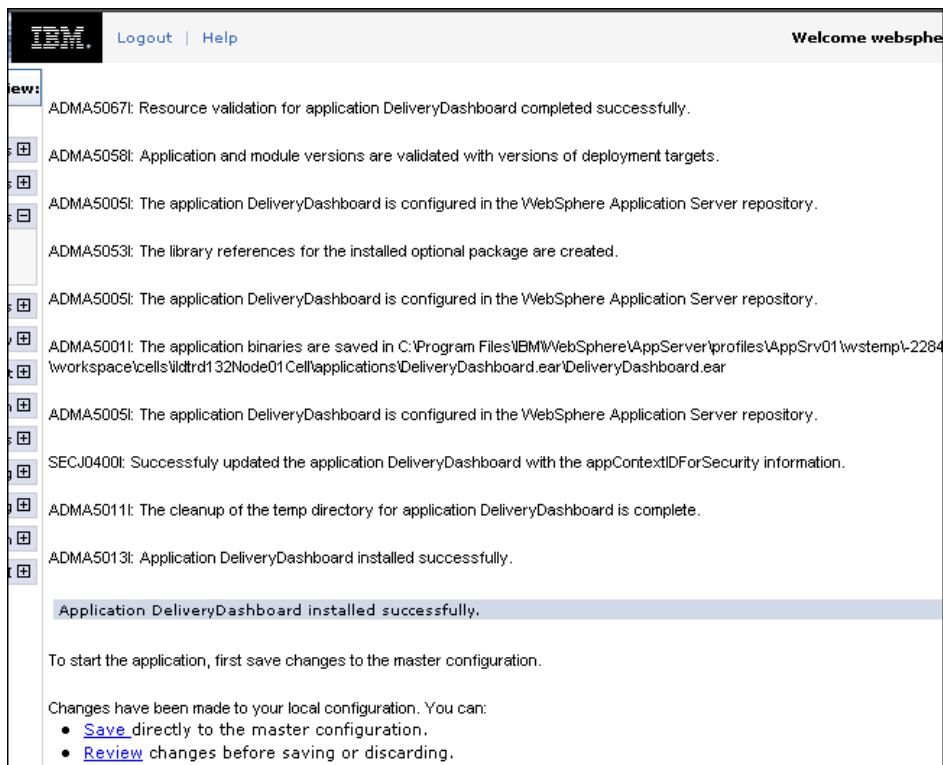 IBM. Logout | Help Welcome websphe
iew:
ADMA5067I: Resource validation for application DeliveryDashboard completed successfully.
s
ADMA5058I: Application and module versions are validated with versions of deployment targets.
s
ADMA5005I: The application DeliveryDashboard is configured in the WebSphere Application Server repository.
s
ADMA5053I: The library references for the installed optional package are created.
s
ADMA5005I: The application DeliveryDashboard is configured in the WebSphere Application Server repository.
y
ADMA5001I: The application binaries are saved in C:\Program Files\IBM\WebSphere\AppServer\profiles\AppSrv01\wstemp\-2284
t
\workspace\cells\ildtrd132Node01Cell\applications\DeliveryDashboard.ear\DeliveryDashboard.ear
n
ADMA5005I: The application DeliveryDashboard is configured in the WebSphere Application Server repository.
s
SECJ0400I: Successfuly updated the application DeliveryDashboard with the appContextIDForSecurity information.
g
g
ADMA5011I: The cleanup of the temp directory for application DeliveryDashboard is complete.
n
ADMA5013I: Application DeliveryDashboard installed successfully.
I
Application DeliveryDashboard installed successfully.
To start the application, first save changes to the master configuration.
Changes have been made to your local configuration. You can:
● Save directly to the master configuration.
● Review changes before saving or discarding.